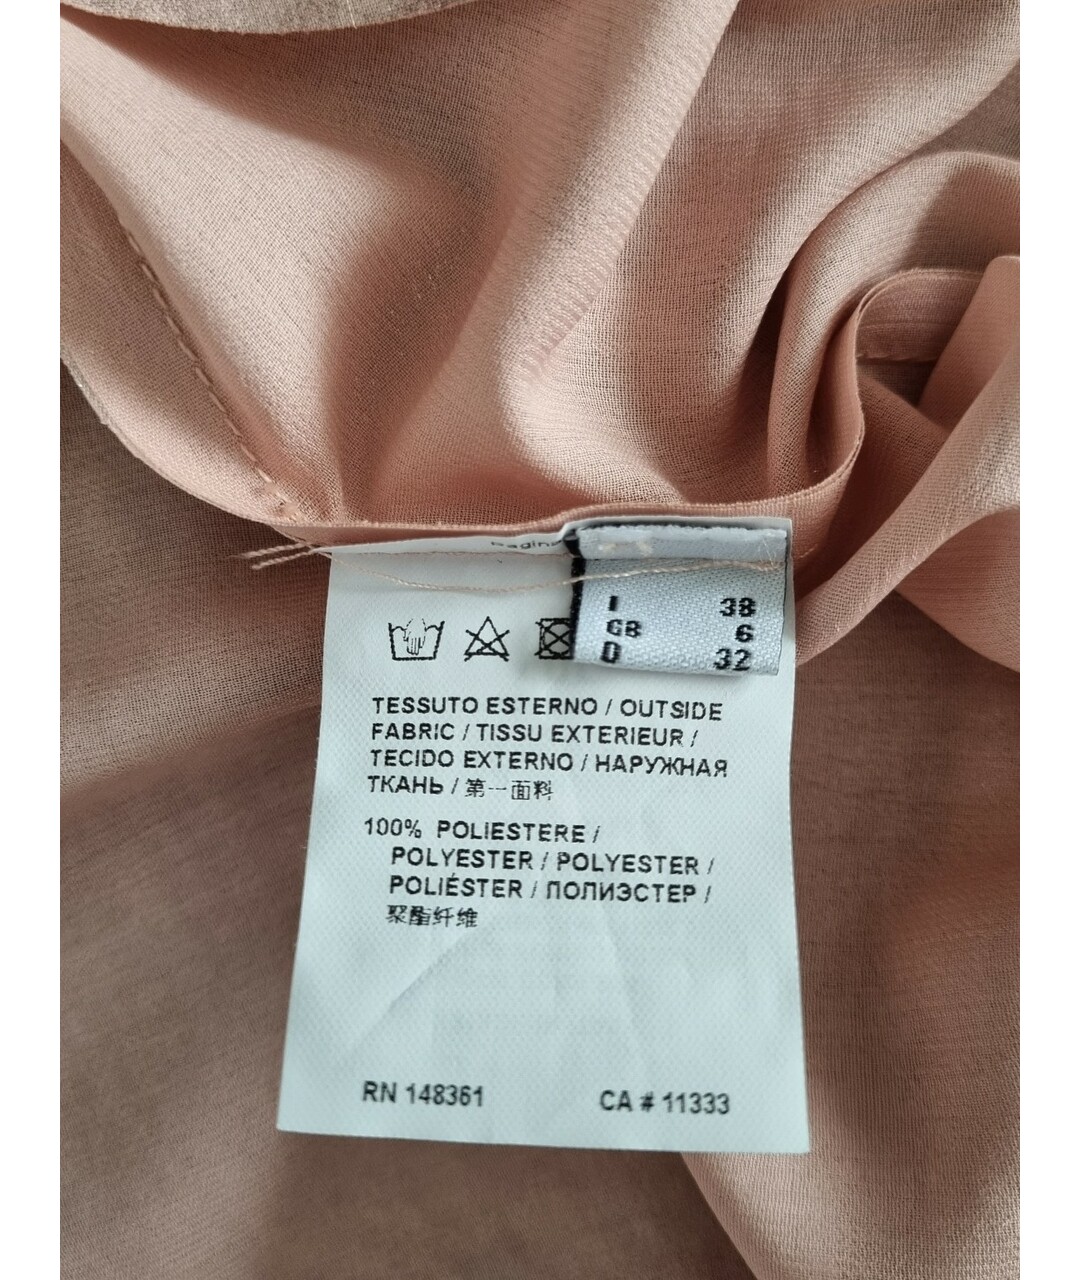 I 38
GB 6
D 32
TESSUTO ESTERNO / OUTSIDE
FABRIC / TISSU EXTERIEUR /
TECIDO EXTERNO / НАРУЖНАЯ
ТКАНЬ / 第一面料
100% POLIESTERE /
POLYESTER / POLYESTER /
POLIÉSTER / ПОЛИЭСТЕР /
聚酯纤维
RN 148361 CA # 11333